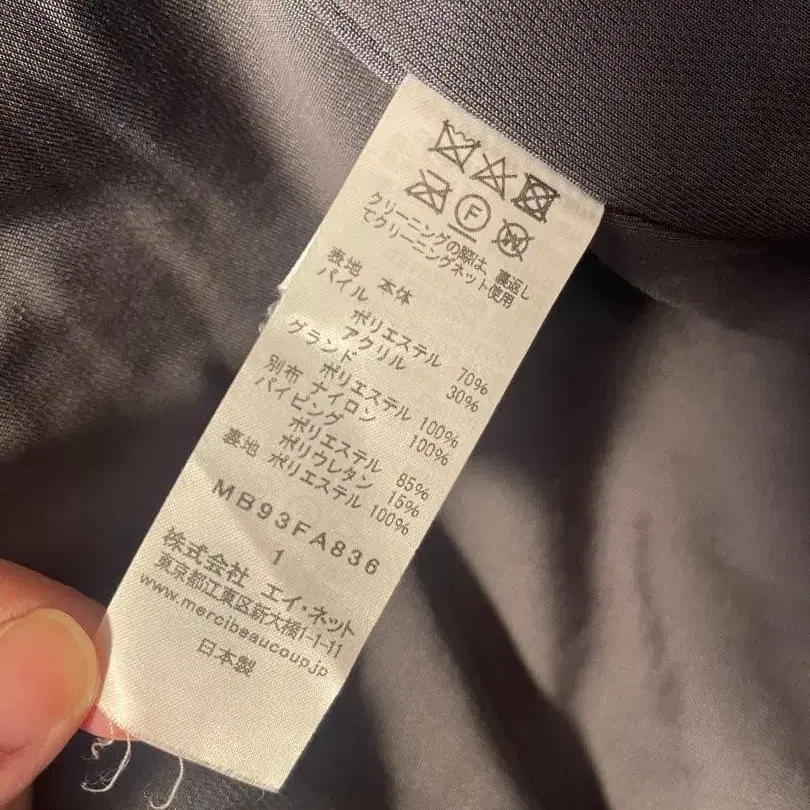 F
W
クリーニングの際は、裏返し
てクリーニングネット使用
表地 本体
パイル
ポリエステル 70%
アクリル 30%
グランド
ポリエステル 100%
別布 ナイロン 100%
パイピング
ポリエステル 85%
ポリウレタン 15%
裏地 ポリエステル 100%
MB93FA836
1
株式会社 エイ・ネット
東京都江東区新大橋1-1-11
www.mercibeaucoup.jp
日本製